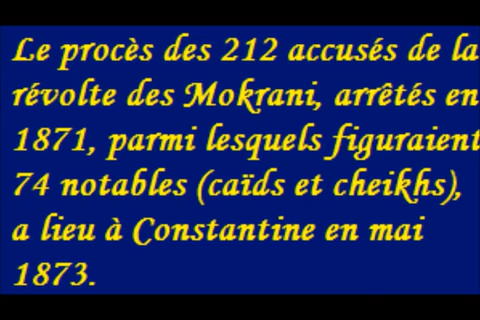 Le procès des 212 accusés de la
révolte des Mokrani, arrêtés en
1871, parmi lesquels figuraient
74 notables (caïds et cheikhs),
a lieu à Constantine en mai
1873.